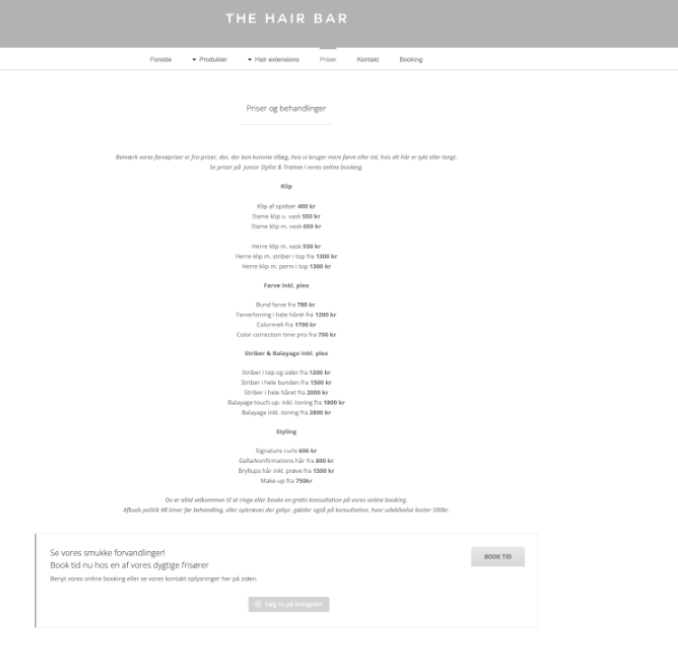 THE HAIR BAR
Forside Produkter Hair extensions Priser Kontakt Booking
Priser og behandlinger
Bemærk vores farvepriser er fra priser, dvs. der kan komme tillæg, hvis vi bruger mere farve eller tid, hvis dit hår er tykt eller langt.
Se priser på Junior Stylist & Trainee i vores online booking.
Klip
Klip af spidser 400 kr
Dame klip u. vask 550 kr
Dame klip m. vask 650 kr
Herre klip m. vask 550 kr
Herre klip m. striber i top fra 1300 kr
Herre klip m. perm i top 1300 kr
Farve inkl. plex
Bund farve fra 780 kr
Farve/toning i hele håret fra 1200 kr
Colormelt fra 1700 kr
Color correction time pris fra 750 kr
Striber & Balayage inkl. plex
Striber i top og sider fra 1200 kr
Striber i hele bunden fra 1500 kr
Striber i hele håret fra 2000 kr
Balayage touch up. inkl. toning fra 1800 kr
Balayage inkl. toning fra 2800 kr
Styling
Signature curls 600 kr
Galla/konfirmations hår fra 800 kr
Bryllups hår inkl. prøve fra 1500 kr
Make-up fra 750kr
Du er altid velkommen til at ringe eller booke en gratis konsultation på vores online booking.
Afbuds politik 48 timer før behandling, eller opkræves der gebyr. gælder også på konsultation, hvor udeblivelse koster 500kr.
Se vores smukke forvandlinger!
Book tid nu hos en af vores dygtige frisører
BOOK TID
Benyt vores online booking eller se vores kontakt oplysninger her på siden.
Følg os på Instagram